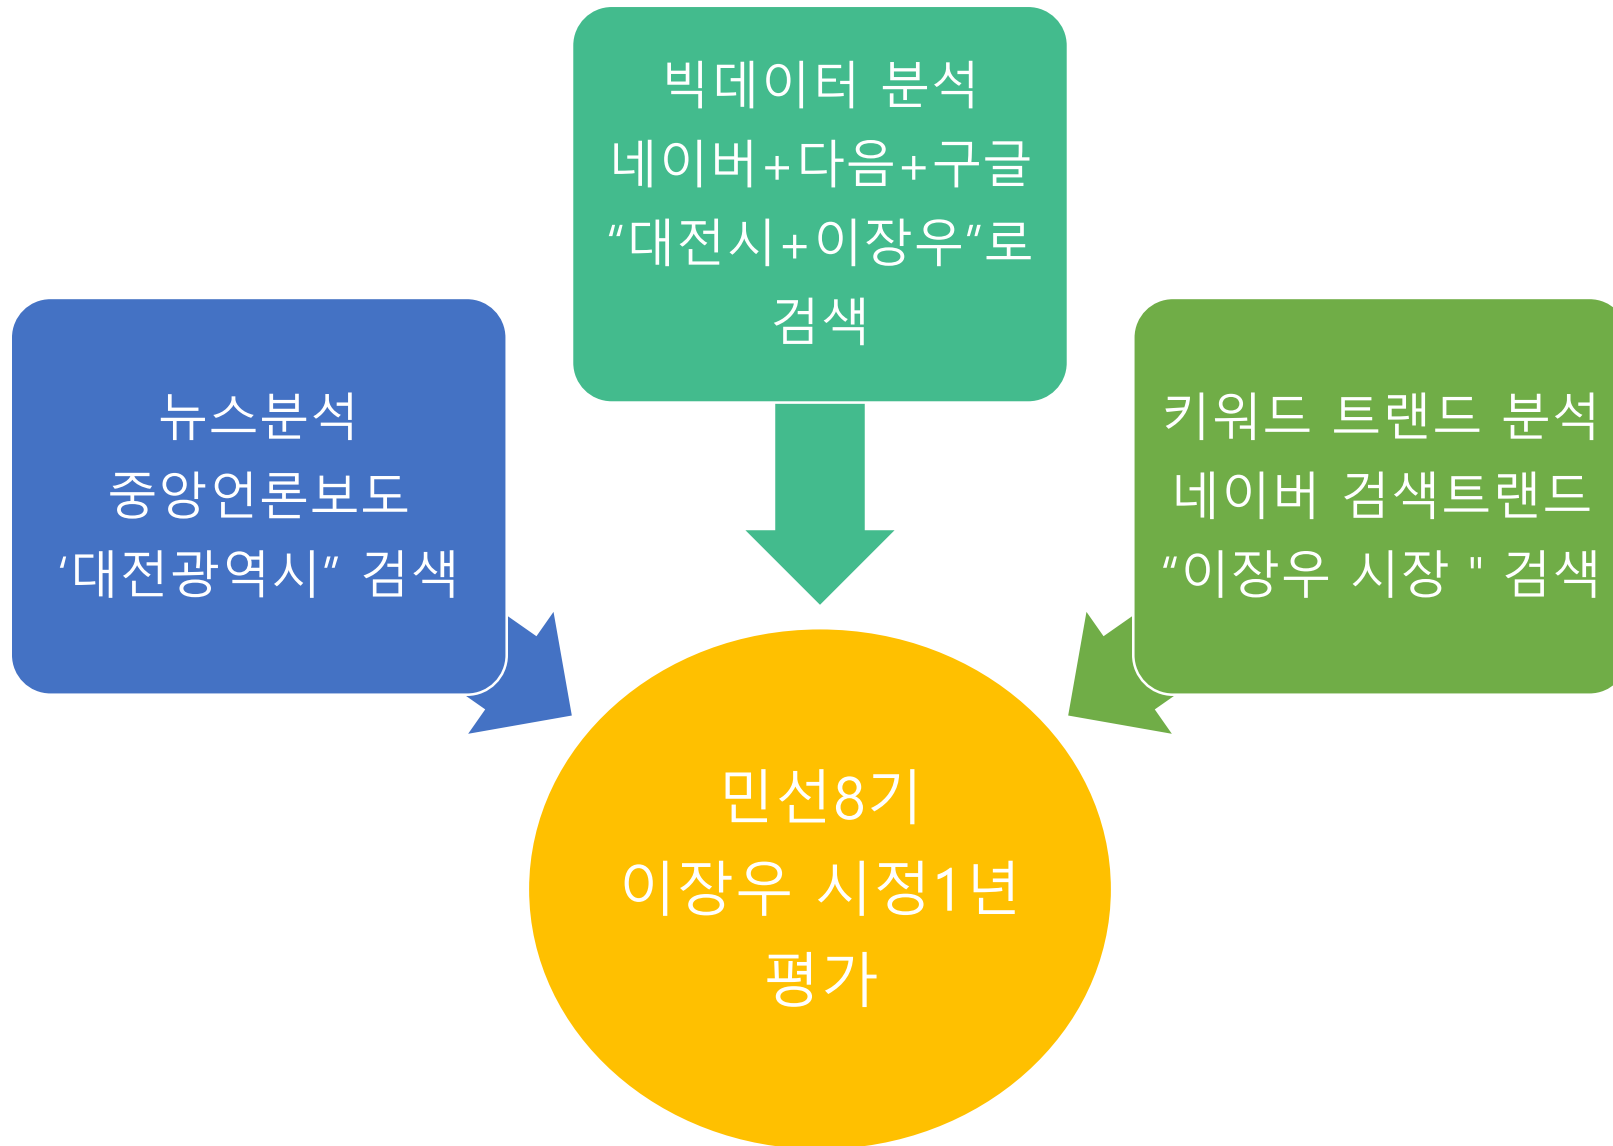 빅데이터 분석
네이버+다음+구글
“대전시+이장우”로
검색
뉴스분석
중앙언론보도
‘대전광역시” 검색
키워드 트랜드 분석
네이버 검색트랜드
“이장우 시장 " 검색
민선8기
이장우 시정1년
평가